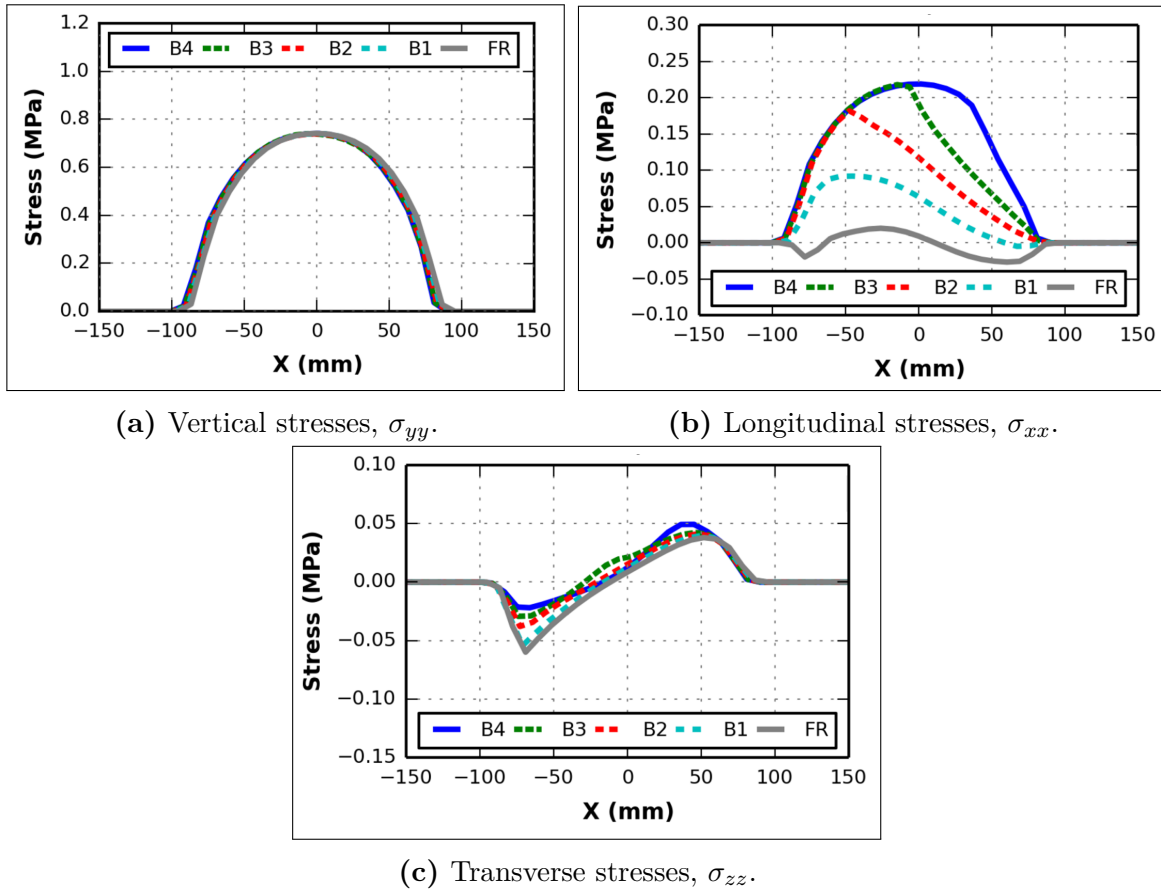 Stress (MPa)
1.2
1.0
0.8
0.6
0.4
0.2
0.0
B4 B3 B2 B1 FR
−150 −100 −50 0 50 100 150
X (mm)
(a) Vertical stresses, σyy.
Stress (MPa)
0.30
0.25
0.20
0.15
0.10
0.05
0.00
−0.05
−0.10
B4 B3 B2 B1 FR
−150 −100 −50 0 50 100 150
X (mm)
(b) Longitudinal stresses, σxx.
Stress (MPa)
0.10
0.05
0.00
−0.05
−0.10
−0.15
B4 B3 B2 B1 FR
−150 −100 −50 0 50 100 150
X (mm)
(c) Transverse stresses, σzz.